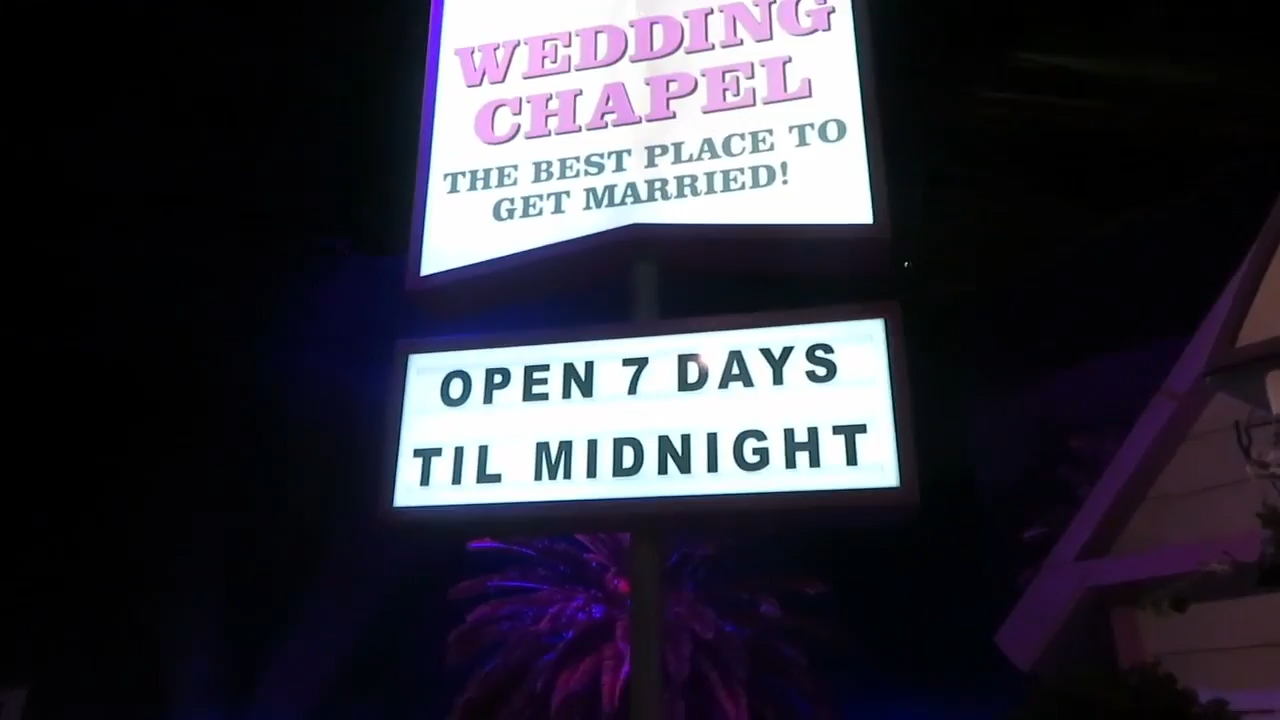 WEDDING
CHAPEL
THE BEST PLACE TO
GET MARRIED!
OPEN 7 DAYS
TIL MIDNIGHT